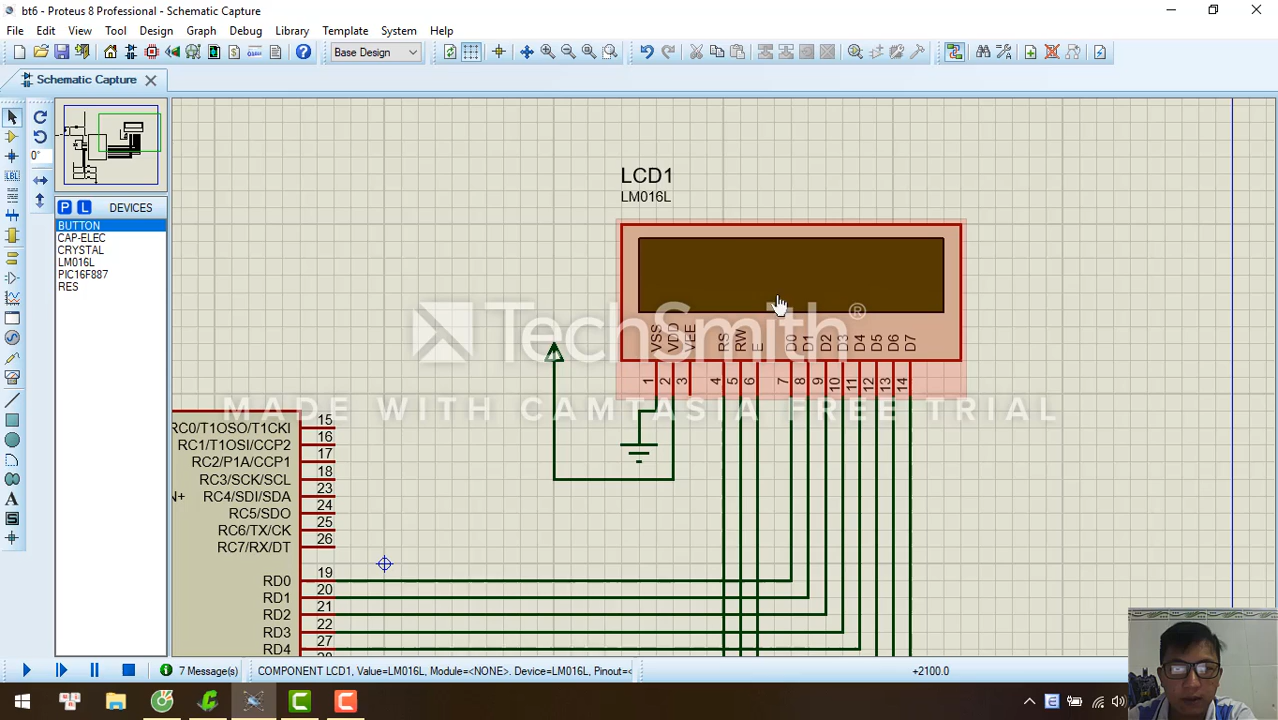 bt6 - Proteus 8 Professional - Schematic Capture
File Edit View Tool Design Graph Debug Library Template System Help
Base Design
Schematic Capture
0°
P L DEVICES
BUTTON
CAP-ELEC
CRYSTAL
LM016L
PIC16F887
RES
LCD1
LM016L
VSS VDD VEE RS RW E D0 D1 D2 D3 D4 D5 D6 D7
1 2 3 4 5 6 7 8 9 10 11 12 13 14
TechSmith®
MADE WITH CAMTASIA FREE TRIAL
RC0/T1OSO/T1CKI 15
RC1/T1OSI/CCP2 16
RC2/P1A/CCP1 17
RC3/SCK/SCL 18
N+ RC4/SDI/SDA 23
RC5/SDO 24
RC6/TX/CK 25
RC7/RX/DT 26
RD0 19
RD1 20
RD2 21
RD3 22
RD4 27
7 Message(s) COMPONENT LCD1, Value=LM016L, Module=<NONE>, Device=LM016L, Pinout=< +2100.0